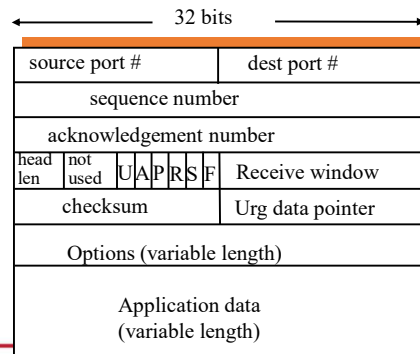 32 bits
source port # dest port #
sequence number
acknowledgement number
head len not used U A P R S F Receive window
checksum Urg data pointer
Options (variable length)
Application data
(variable length)